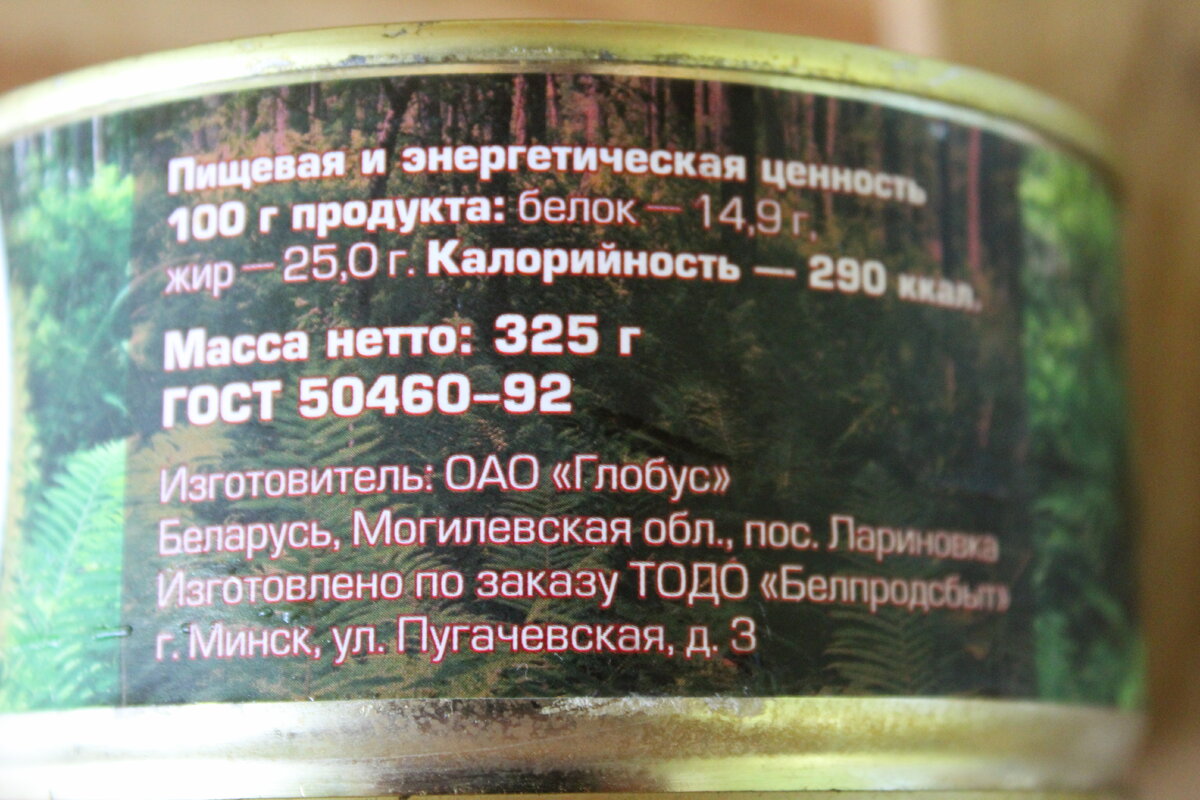 Пищевая и энергетическая ценность
100 г продукта: белок — 14,9 г,
жир — 25,0 г. Калорийность — 290 ккал.
Масса нетто: 325 г
ГОСТ 50460-92
Изготовитель: ОАО «Глобус»
Беларусь, Могилевская обл., пос. Лариновка
Изготовлено по заказу ТОДО «Белпродсбыт»
г. Минск, ул. Пугачевская, д. 3